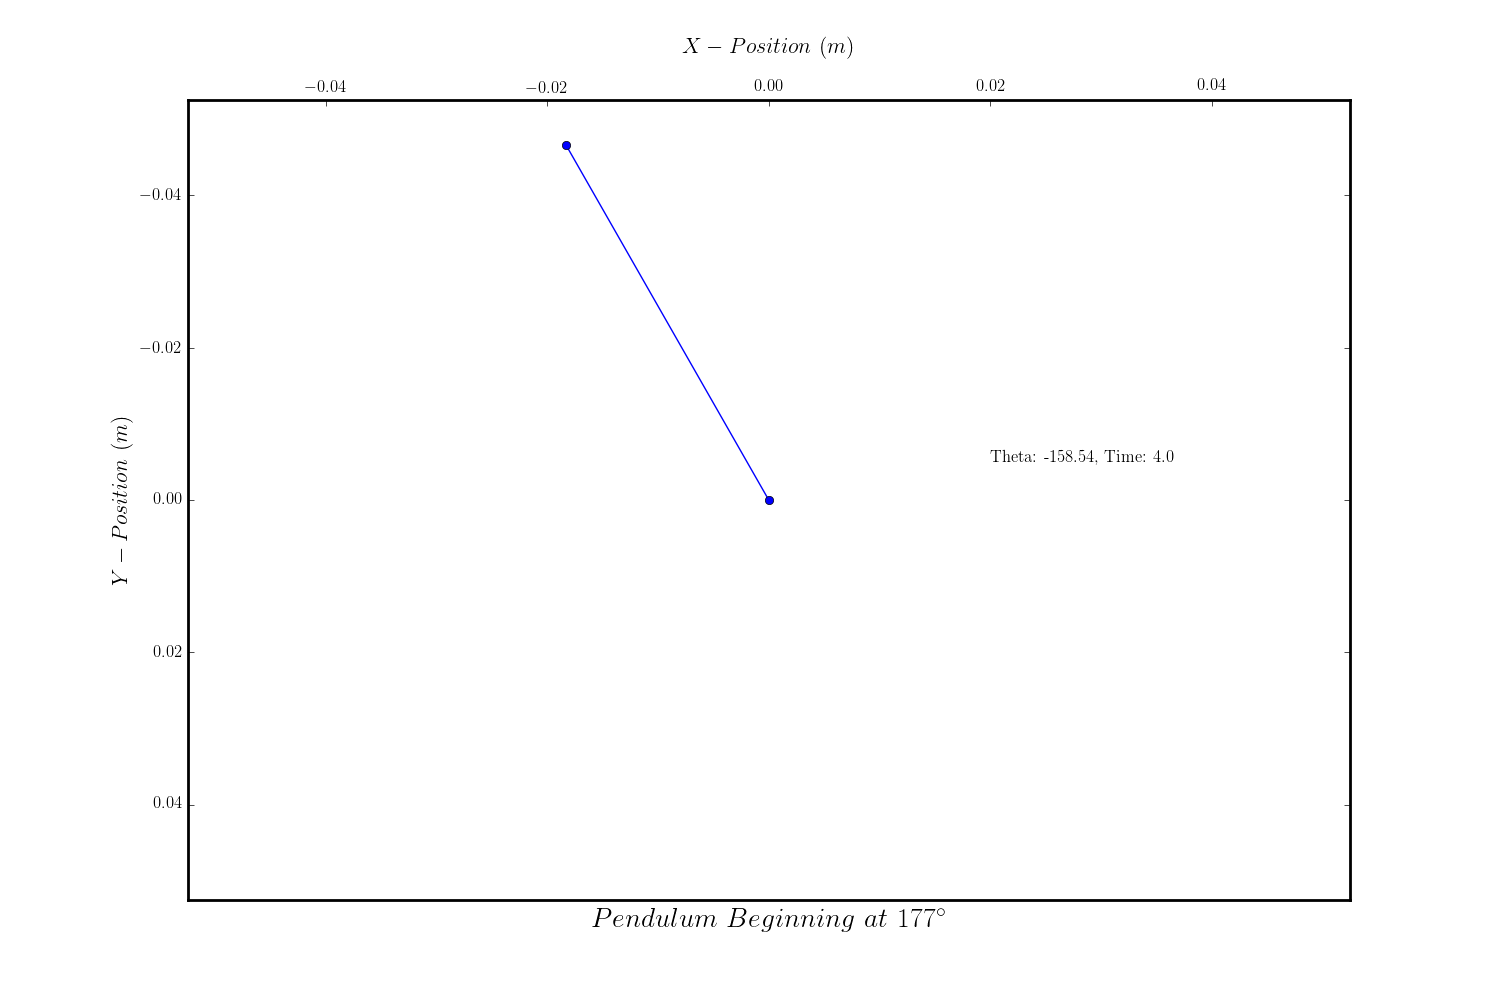 X − Position (m)
−0.04 −0.02 0.00 0.02 0.04
−0.04
−0.02
Y − Position (m)
Theta: -158.54, Time: 4.0
0.00
0.02
0.04
Pendulum Beginning at 177°